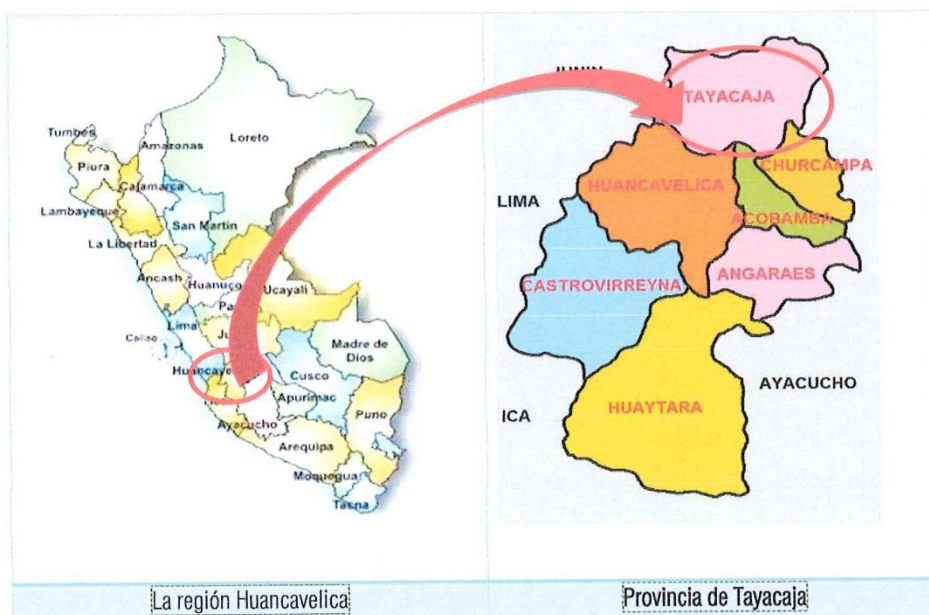 Tumbes
Piura
Amazonas
Loreto
Cajamarca
Lambayeque
San Martin
La Libertad
Ancash
Huanuco
Ucayali
Lima
Callao
Madre de
Dios
Cusco
Apurimac
Puno
Ayacucho
Arequipa
Moquegua
Tacna
La región Huancavelica
JUNIN
TAYACAJA
CHURCAMPA
HUANCAVELICA
LIMA
ACOBAMBA
ANGARAES
CASTROVIRREYNA
AYACUCHO
ICA
HUAYTARA
Provincia de Tayacaja